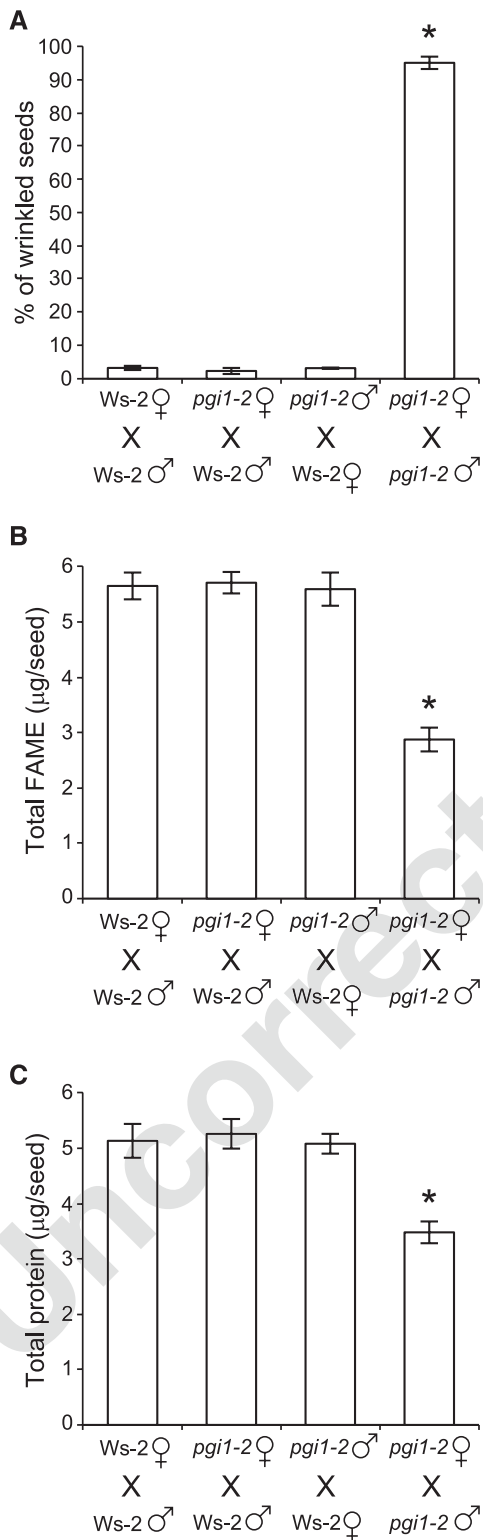 A
% of wrinkled seeds
100
90
80
70
60
50
40
30
20
10
0
*
Ws-2 ♀ pgi1-2 ♀ pgi1-2 ♂ pgi1-2 ♀
X X X X
Ws-2 ♂ Ws-2 ♂ Ws-2 ♀ pgi1-2 ♂
B
Total FAME (µg/seed)
6
5
4
3
2
1
0
*
Ws-2 ♀ pgi1-2 ♀ pgi1-2 ♂ pgi1-2 ♀
X X X X
Ws-2 ♂ Ws-2 ♂ Ws-2 ♀ pgi1-2 ♂
C
Total protein (µg/seed)
6
5
4
3
2
1
0
*
Ws-2 ♀ pgi1-2 ♀ pgi1-2 ♂ pgi1-2 ♀
X X X X
Ws-2 ♂ Ws-2 ♂ Ws-2 ♀ pgi1-2 ♂
Uncorrect